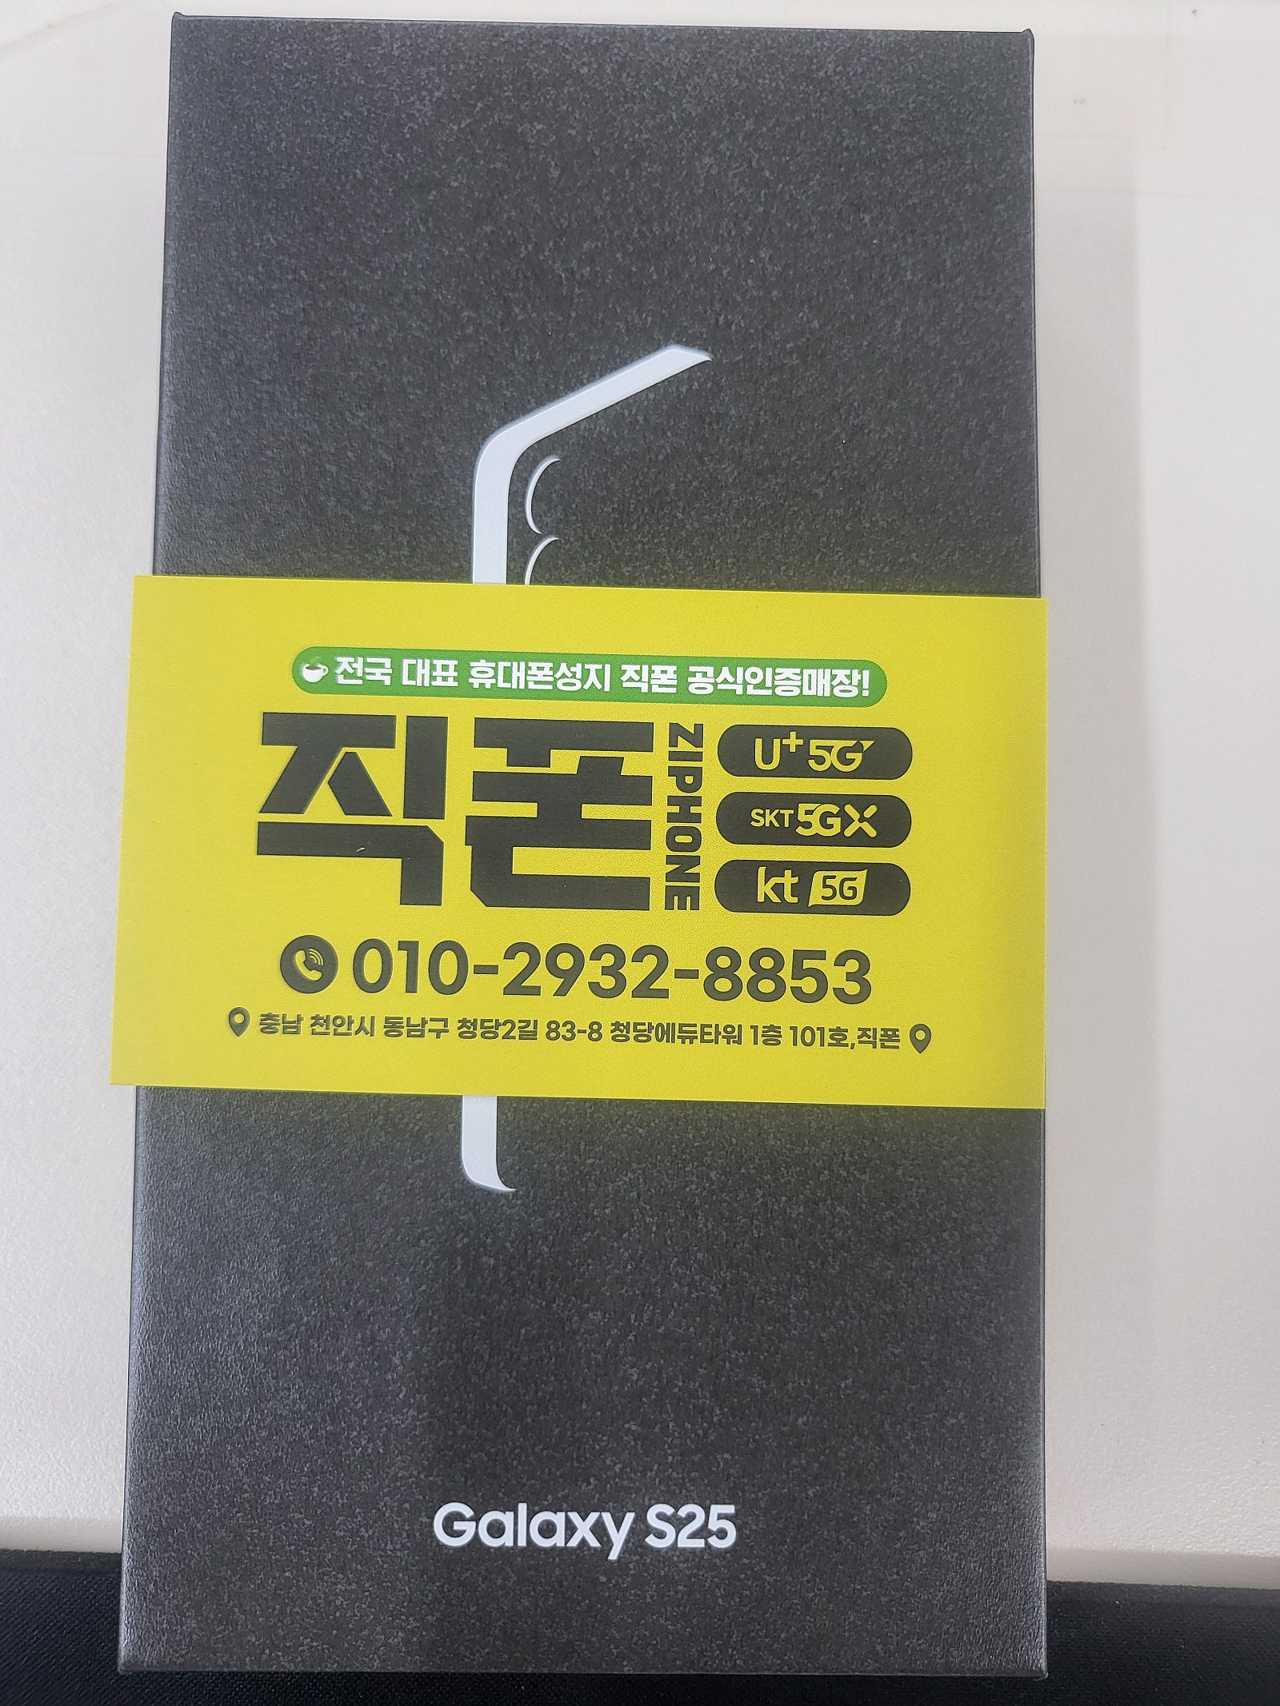 전국 대표 휴대폰성지 직폰 공식인증매장!
직폰
ZIPHONE
U+5G
SKT 5GX
kt 5G
010-2932-8853
충남 천안시 동남구 청당2길 83-8 청당에듀타워 1층 101호,직폰
Galaxy S25